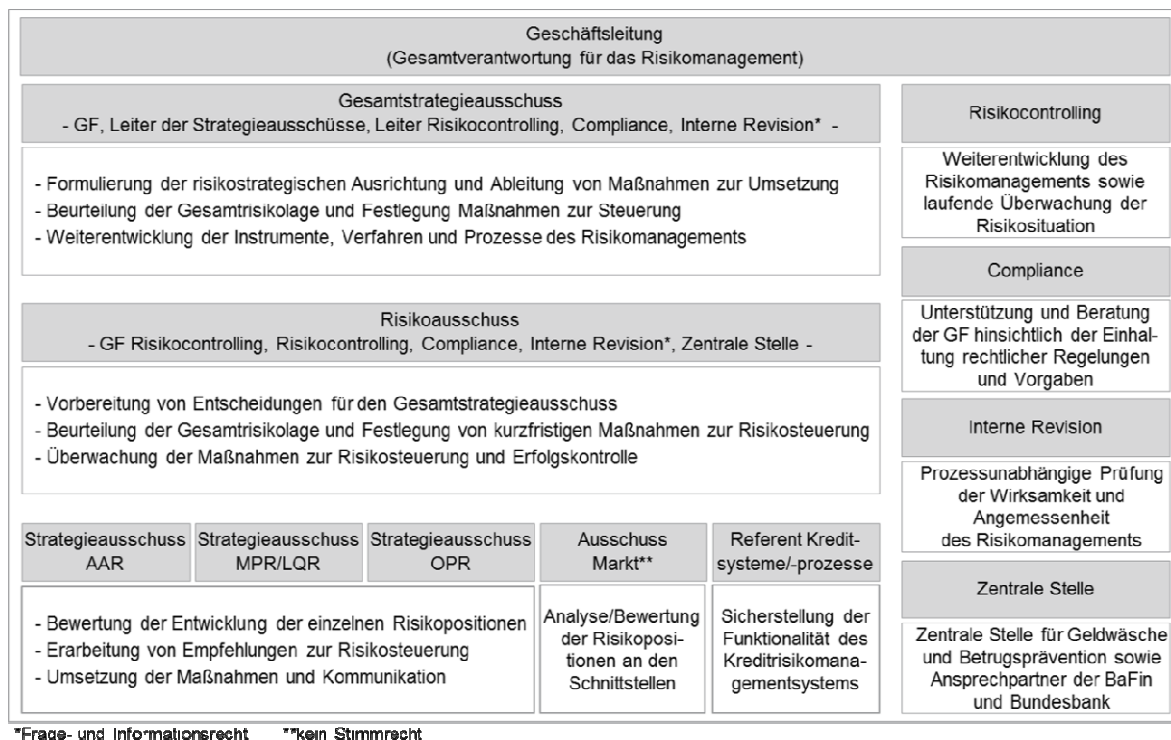 Geschäftsleitung
(Gesamtverantwortung für das Risikomanagement)
Gesamtstrategieausschuss
- GF, Leiter der Strategieausschüsse, Leiter Risikocontrolling, Compliance, Interne Revision* -
- Formulierung der risikostrategischen Ausrichtung und Ableitung von Maßnahmen zur Umsetzung
- Beurteilung der Gesamtrisikolage und Festlegung Maßnahmen zur Steuerung
- Weiterentwicklung der Instrumente, Verfahren und Prozesse des Risikomanagements
Risikoausschuss
- GF Risikocontrolling, Risikocontrolling, Compliance, Interne Revision*, Zentrale Stelle -
- Vorbereitung von Entscheidungen für den Gesamtstrategieausschuss
- Beurteilung der Gesamtrisikolage und Festlegung von kurzfristigen Maßnahmen zur Risikosteuerung
- Überwachung der Maßnahmen zur Risikosteuerung und Erfolgskontrolle
Strategieausschuss
AAR
Strategieausschuss
MPR/LQR
Strategieausschuss
OPR
- Bewertung der Entwicklung der einzelnen Risikopositionen
- Erarbeitung von Empfehlungen zur Risikosteuerung
- Umsetzung der Maßnahmen und Kommunikation
Ausschuss
Markt**
Analyse/Bewertung
der Risikoposi-
tionen an den
Schnittstellen
Referent Kredit-
systeme/-prozesse
Sicherstellung der
Funktionalität des
Kreditrisikomana-
gementsystems
Risikocontrolling
Weiterentwicklung des
Risikomanagements sowie
laufende Überwachung der
Risikosituation
Compliance
Unterstützung und Beratung
der GF hinsichtlich der Einhal-
tung rechtlicher Regelungen
und Vorgaben
Interne Revision
Prozessunabhängige Prüfung
der Wirksamkeit und
Angemessenheit
des Risikomanagements
Zentrale Stelle
Zentrale Stelle für Geldwäsche
und Betrugsprävention sowie
Ansprechpartner der BaFin
und Bundesbank
*Frage- und Informationsrecht **kein Stimmrecht